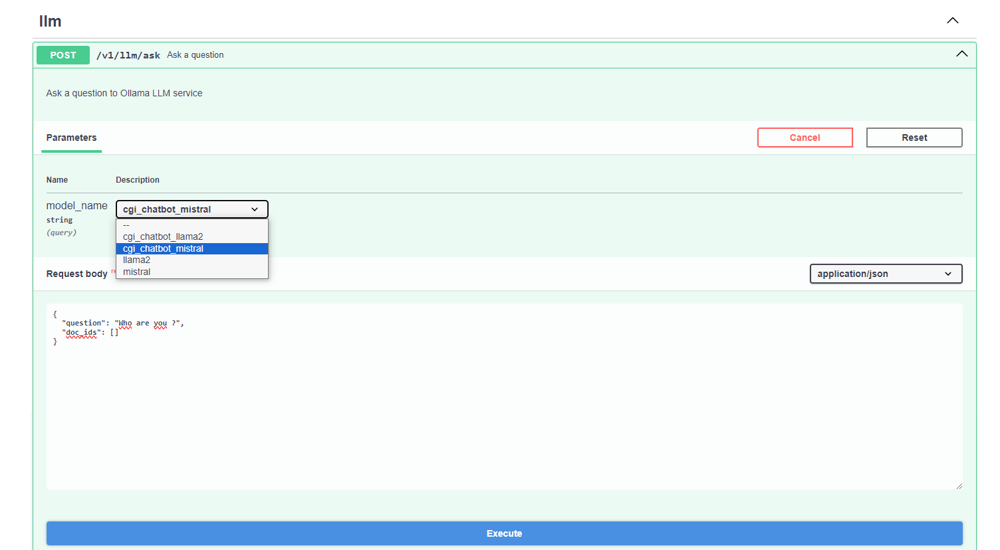 llm
POST /v1/llm/ask Ask a question
Ask a question to Ollama LLM service
Parameters Cancel Reset
Name Description
model_name cgi_chatbot_mistral
string --
(query) cgi_chatbot_llama2
cgi_chatbot_mistral
llama2
mistral
Request body application/json
{
"question": "Who are you ?",
"doc_ids": []
}
Execute